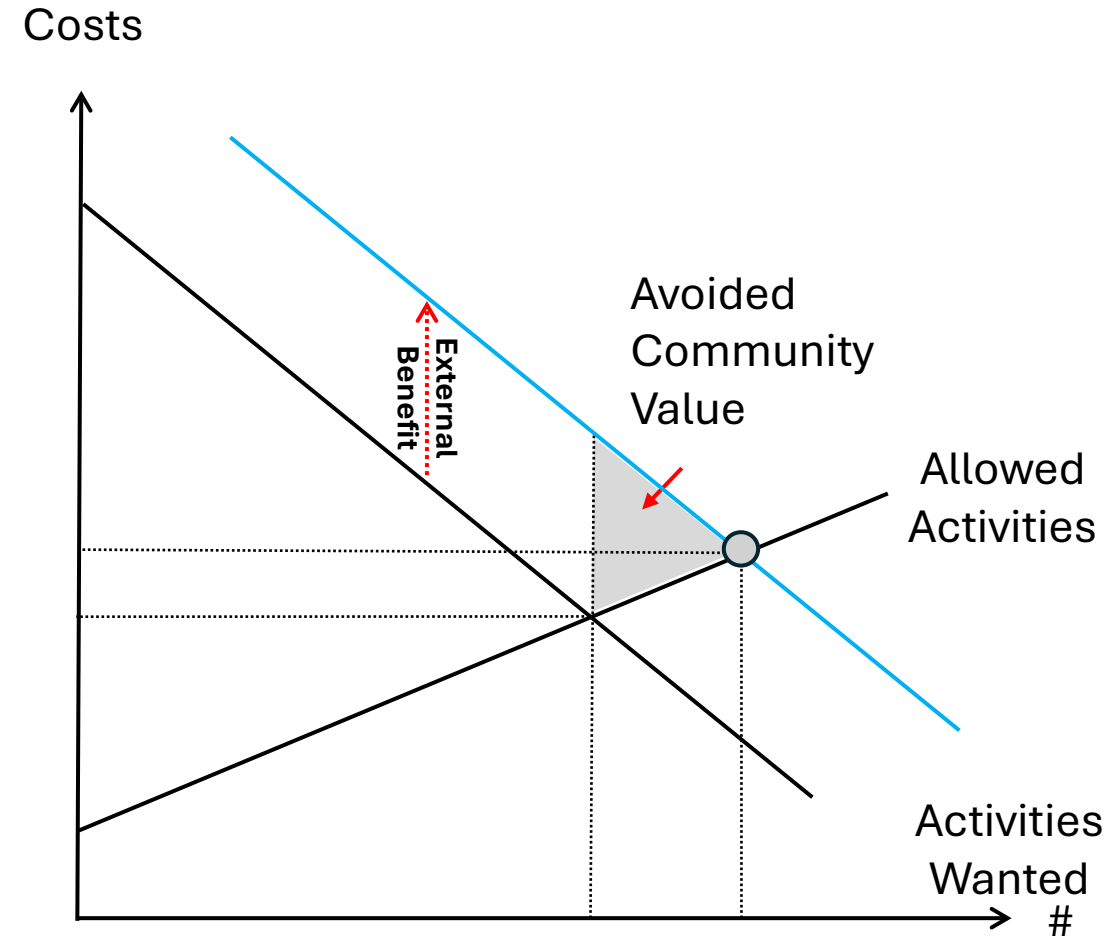 Costs
External
Benefit
Avoided
Community
Value
Allowed
Activities
Activities
Wanted
#